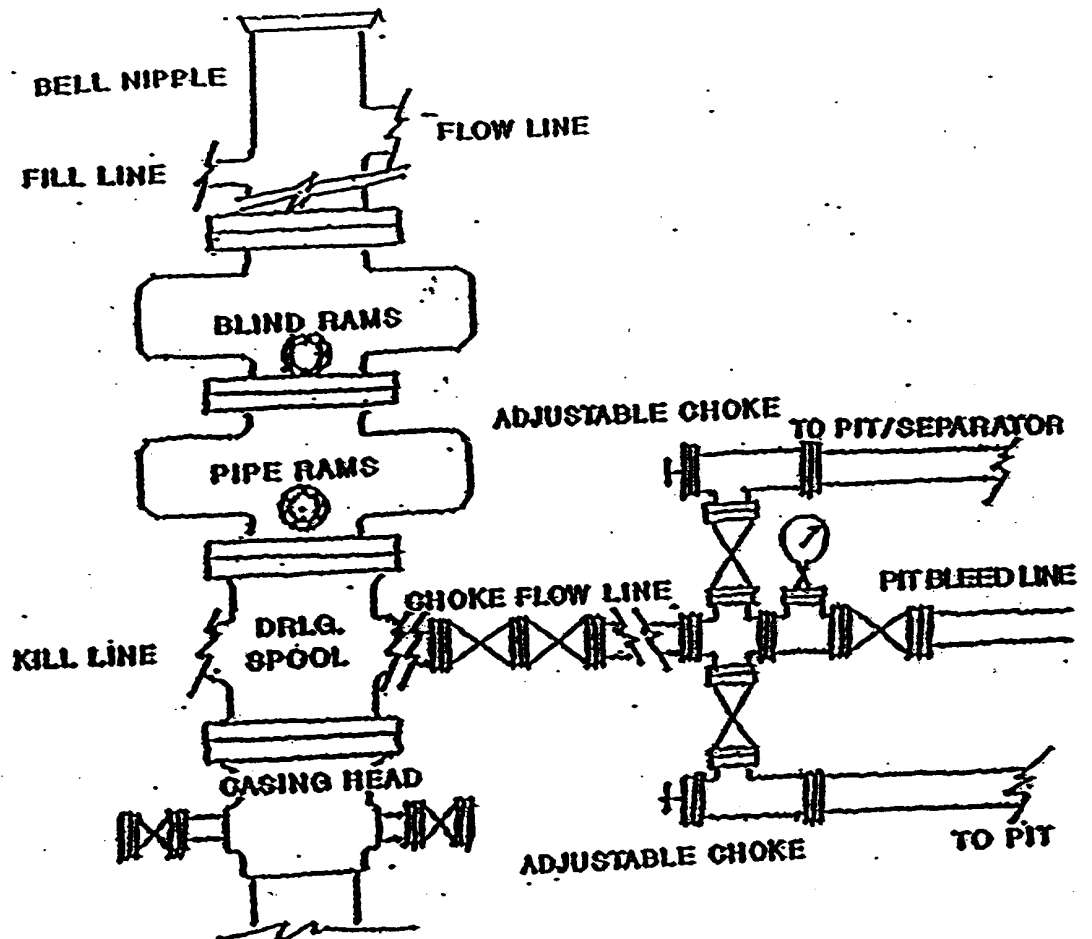 BELL NIPPLE
FLOW LINE
FILL LINE
BLIND RAMS
ADJUSTABLE CHOKE
TO PIT/SEPARATOR
PIPE RAMS
CHOKE FLOW LINE
PIT BLEED LINE
KILL LINE
DRLG.
SPOOL
CASING HEAD
ADJUSTABLE CHOKE
TO PIT